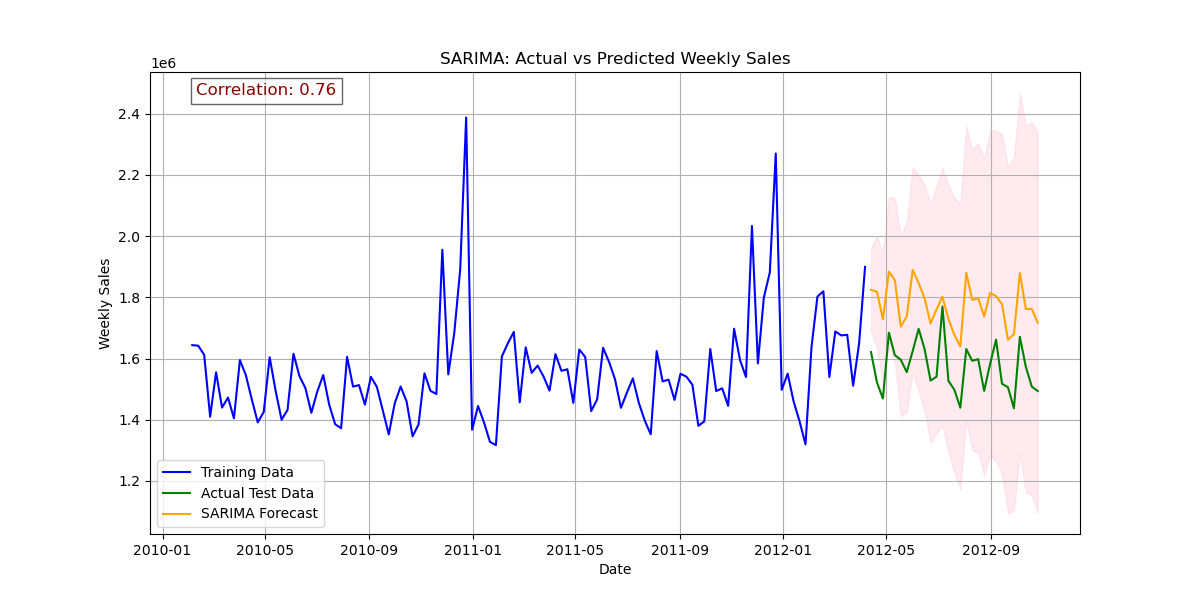 SARIMA: Actual vs Predicted Weekly Sales
1e6
Correlation: 0.76
2.4
2.2
2.0
1.8
1.6
1.4
1.2
Weekly Sales
Training Data
Actual Test Data
SARIMA Forecast
2010-01 2010-05 2010-09 2011-01 2011-05 2011-09 2012-01 2012-05 2012-09
Date